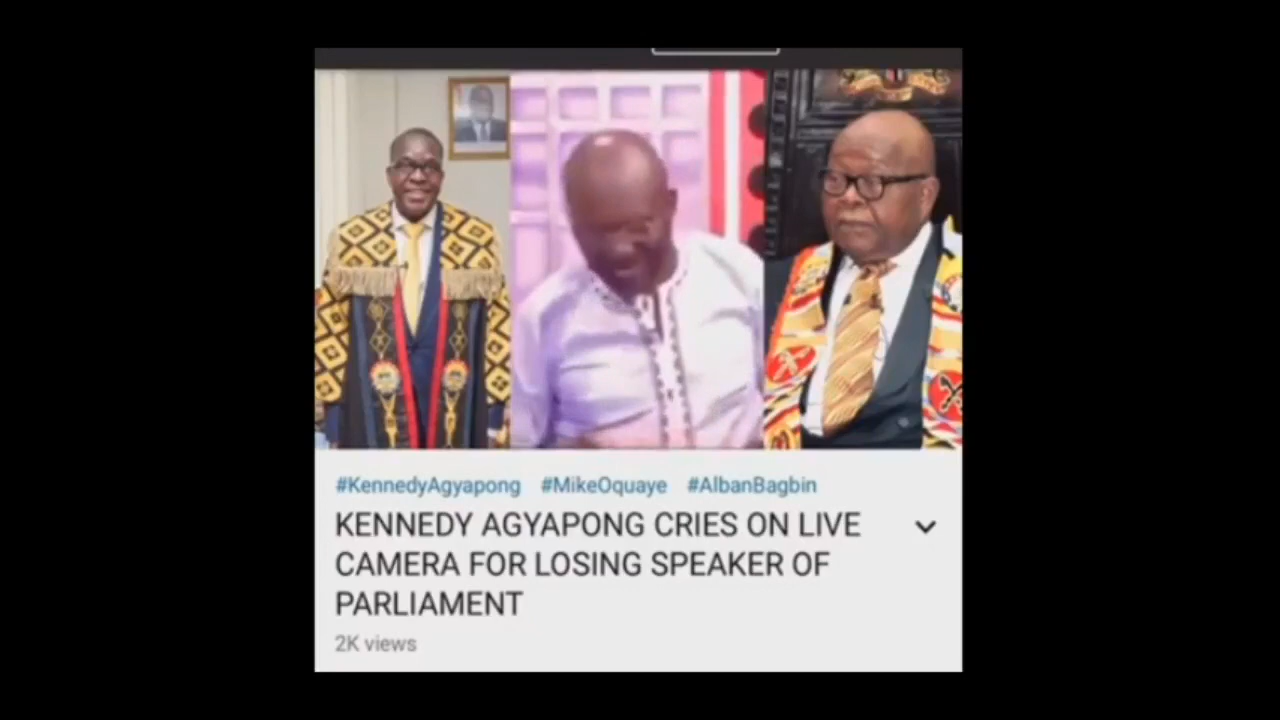 #KennedyAgyapong #MikeOquaye #AlbanBagbin
KENNEDY AGYAPONG CRIES ON LIVE
CAMERA FOR LOSING SPEAKER OF
PARLIAMENT
2K views